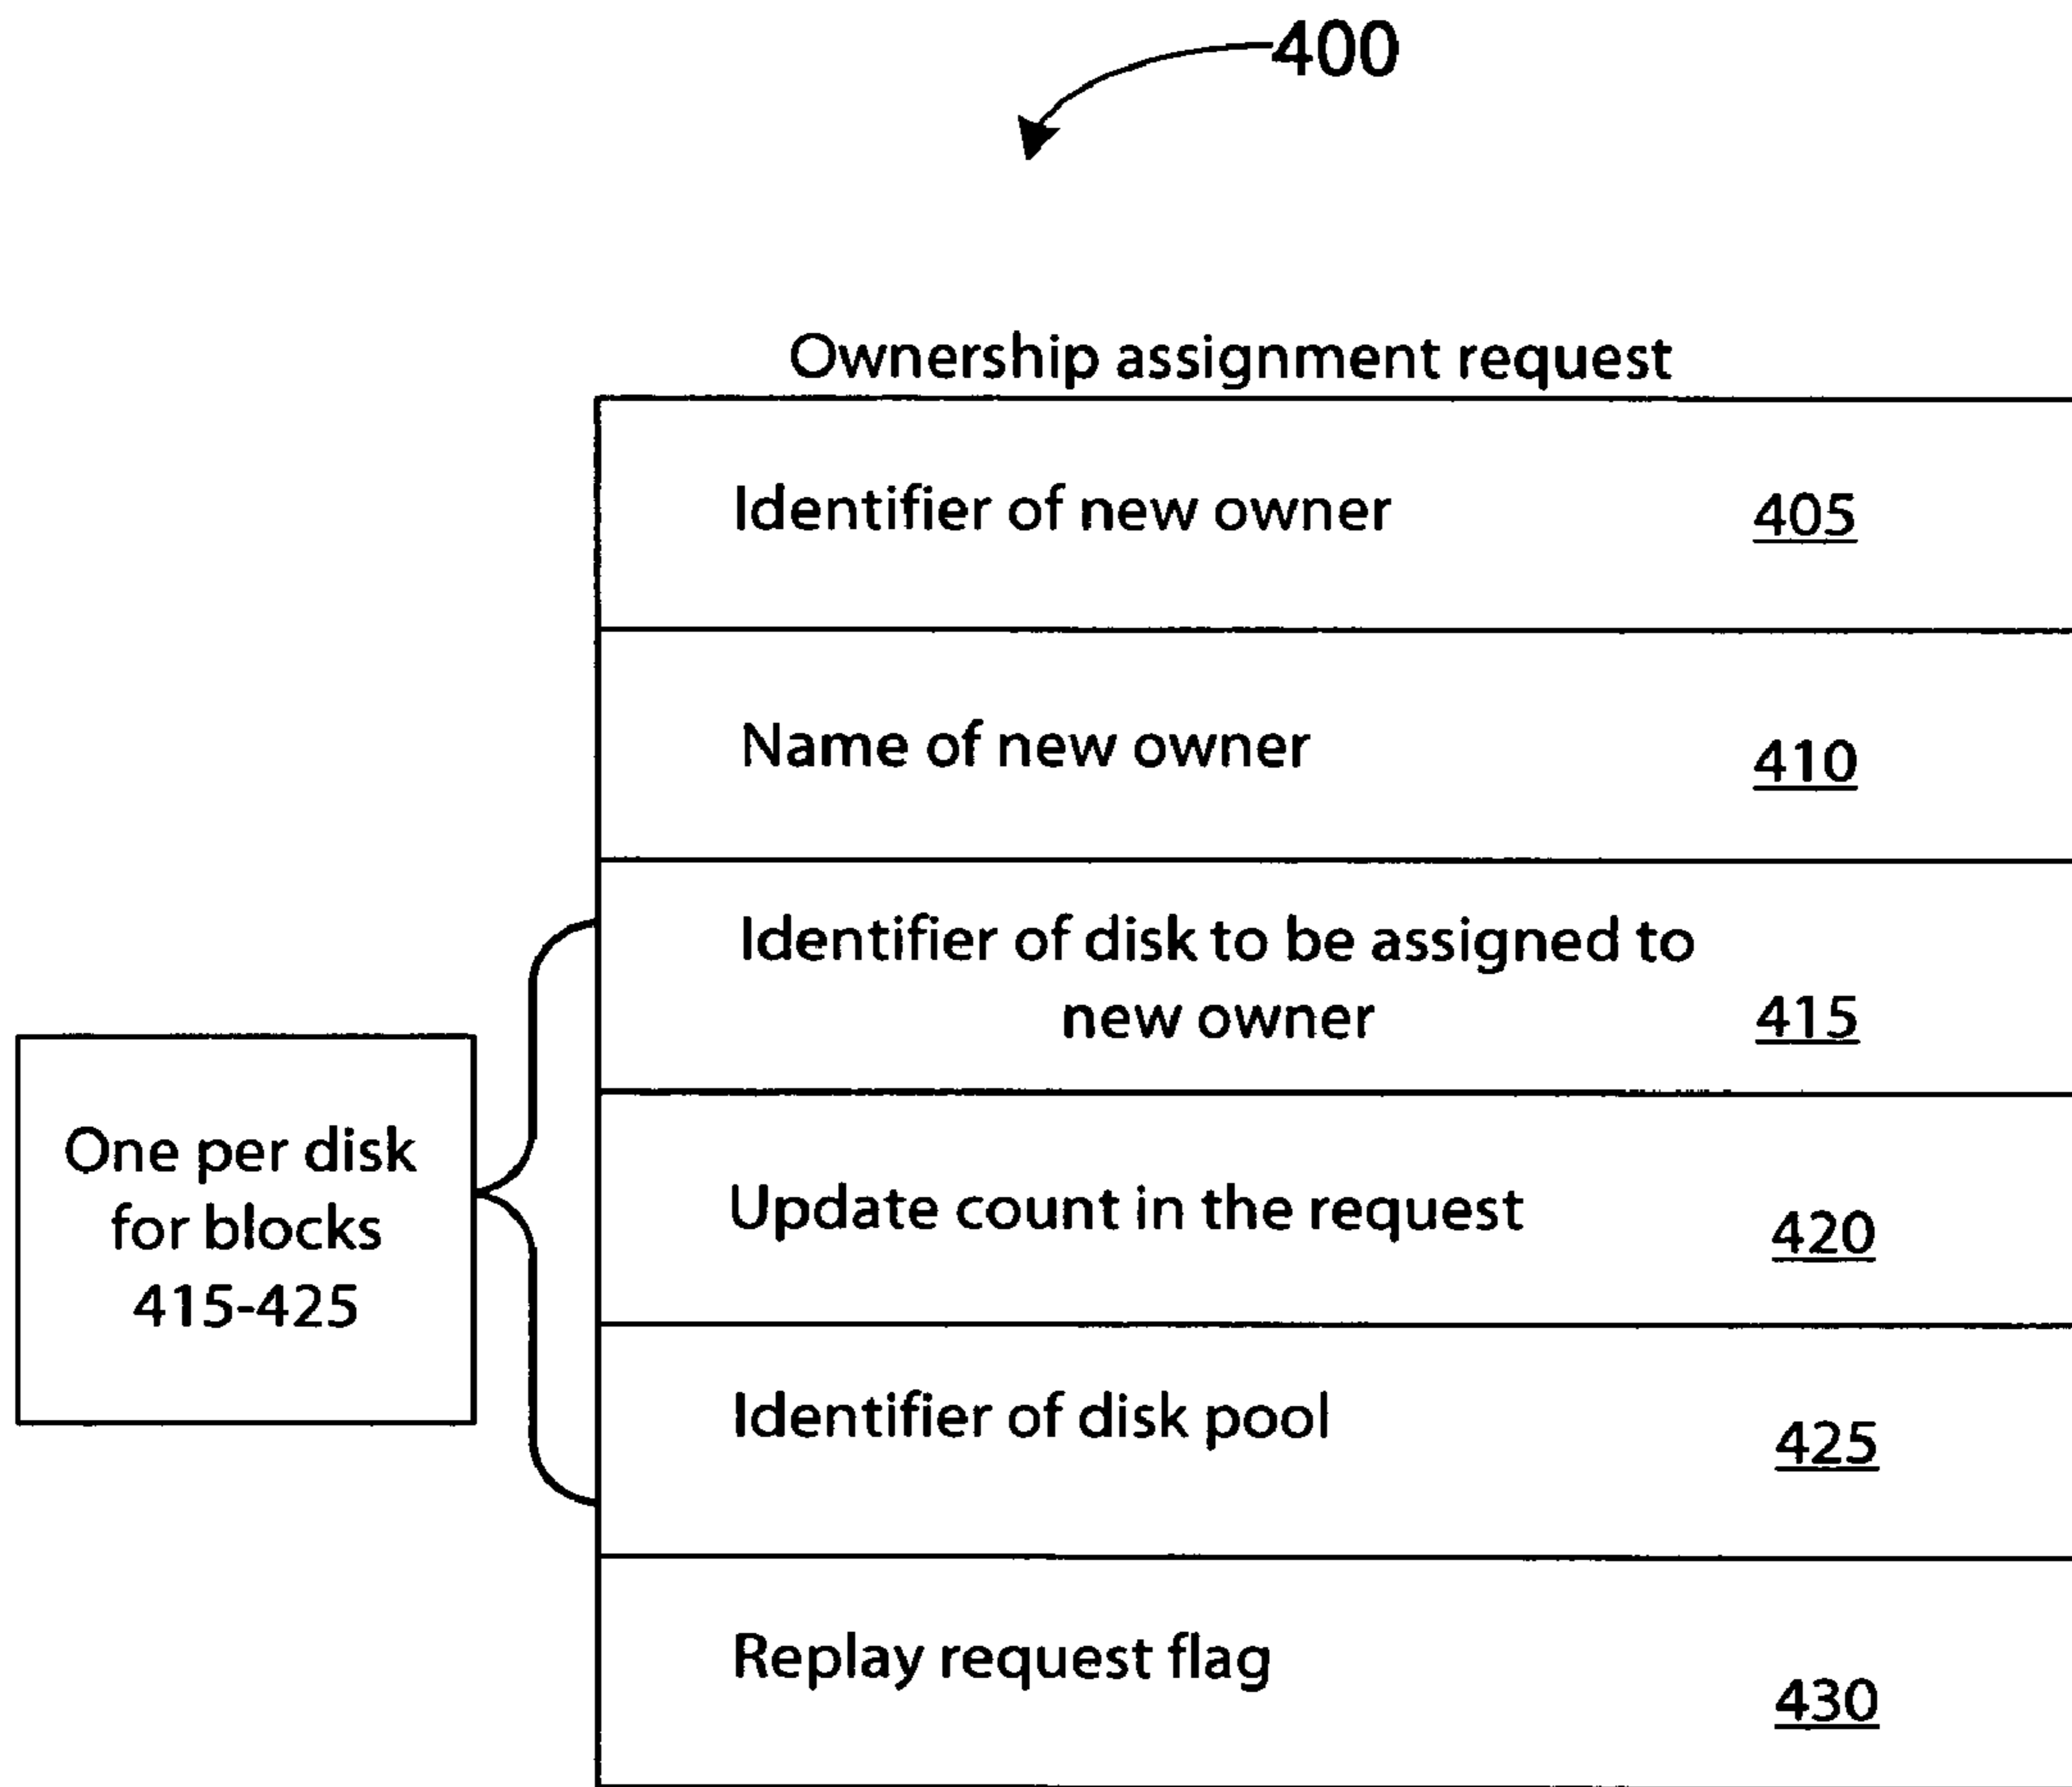 400
Ownership assignment request
Identifier of new owner 405
Name of new owner 410
Identifier of disk to be assigned to
new owner 415
One per disk
for blocks
415-425
Update count in the request 420
Identifier of disk pool 425
Replay request flag 430